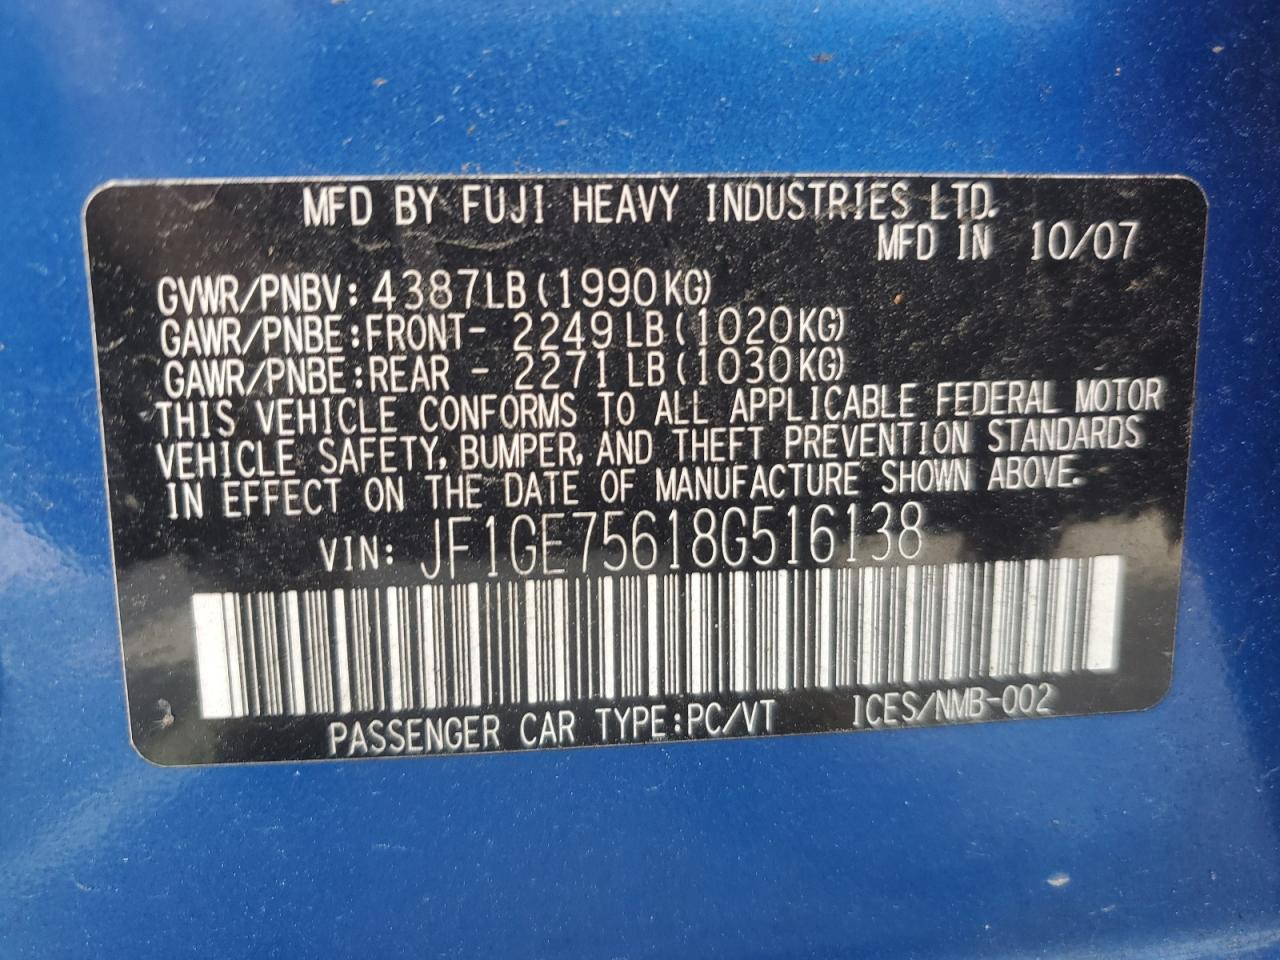 MFD BY FUJI HEAVY INDUSTRIES LTD.
MFD IN 10/07
GVWR/PNBV: 4387LB(1990KG)
GAWR/PNBE:FRONT- 2249LB(1020KG)
GAWR/PNBE:REAR - 2271LB(1030KG)
THIS VEHICLE CONFORMS TO ALL APPLICABLE FEDERAL MOTOR
VEHICLE SAFETY, BUMPER, AND THEFT PREVENTION STANDARDS
IN EFFECT ON THE DATE OF MANUFACTURE SHOWN ABOVE.
VIN: JF1GE75618G516138
PASSENGER CAR TYPE:PC/VT ICES/NMB-002